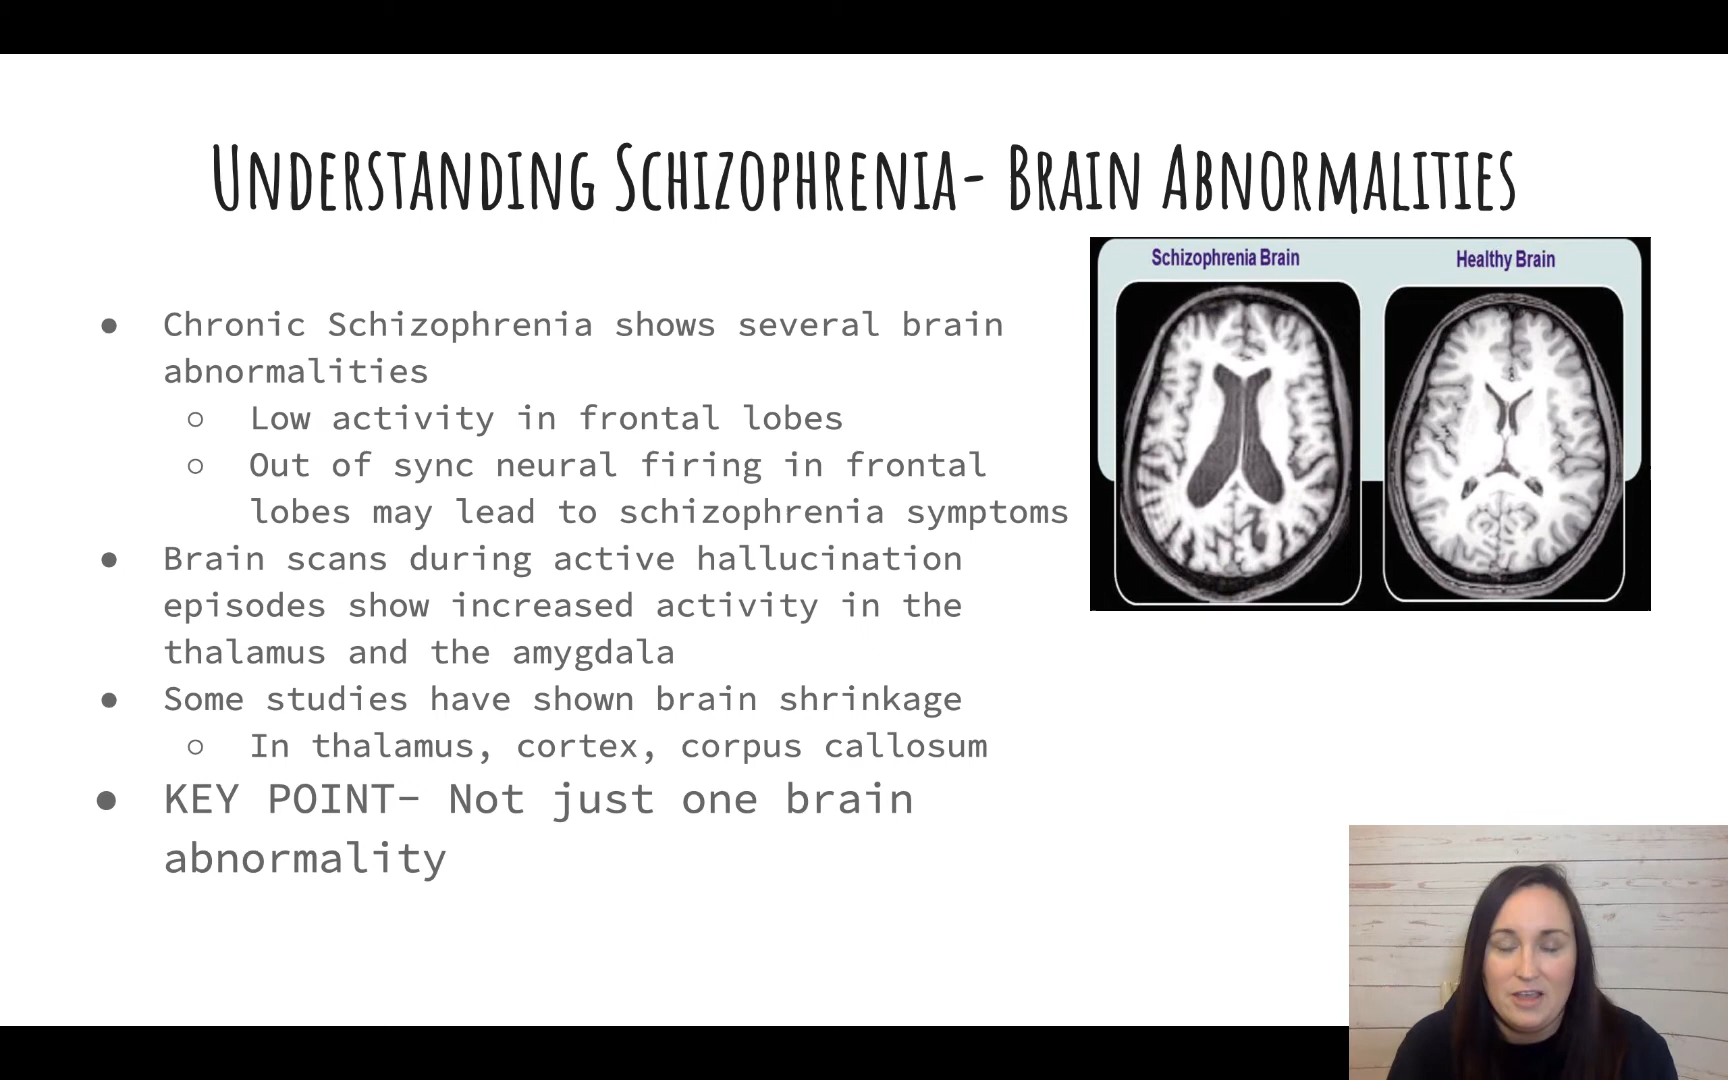 Understanding Schizophrenia- Brain Abnormalities
Schizophrenia Brain
Healthy Brain
● Chronic Schizophrenia shows several brain
abnormalities
○ Low activity in frontal lobes
○ Out of sync neural firing in frontal
lobes may lead to schizophrenia symptoms
● Brain scans during active hallucination
episodes show increased activity in the
thalamus and the amygdala
● Some studies have shown brain shrinkage
○ In thalamus, cortex, corpus callosum
● KEY POINT- Not just one brain
abnormality